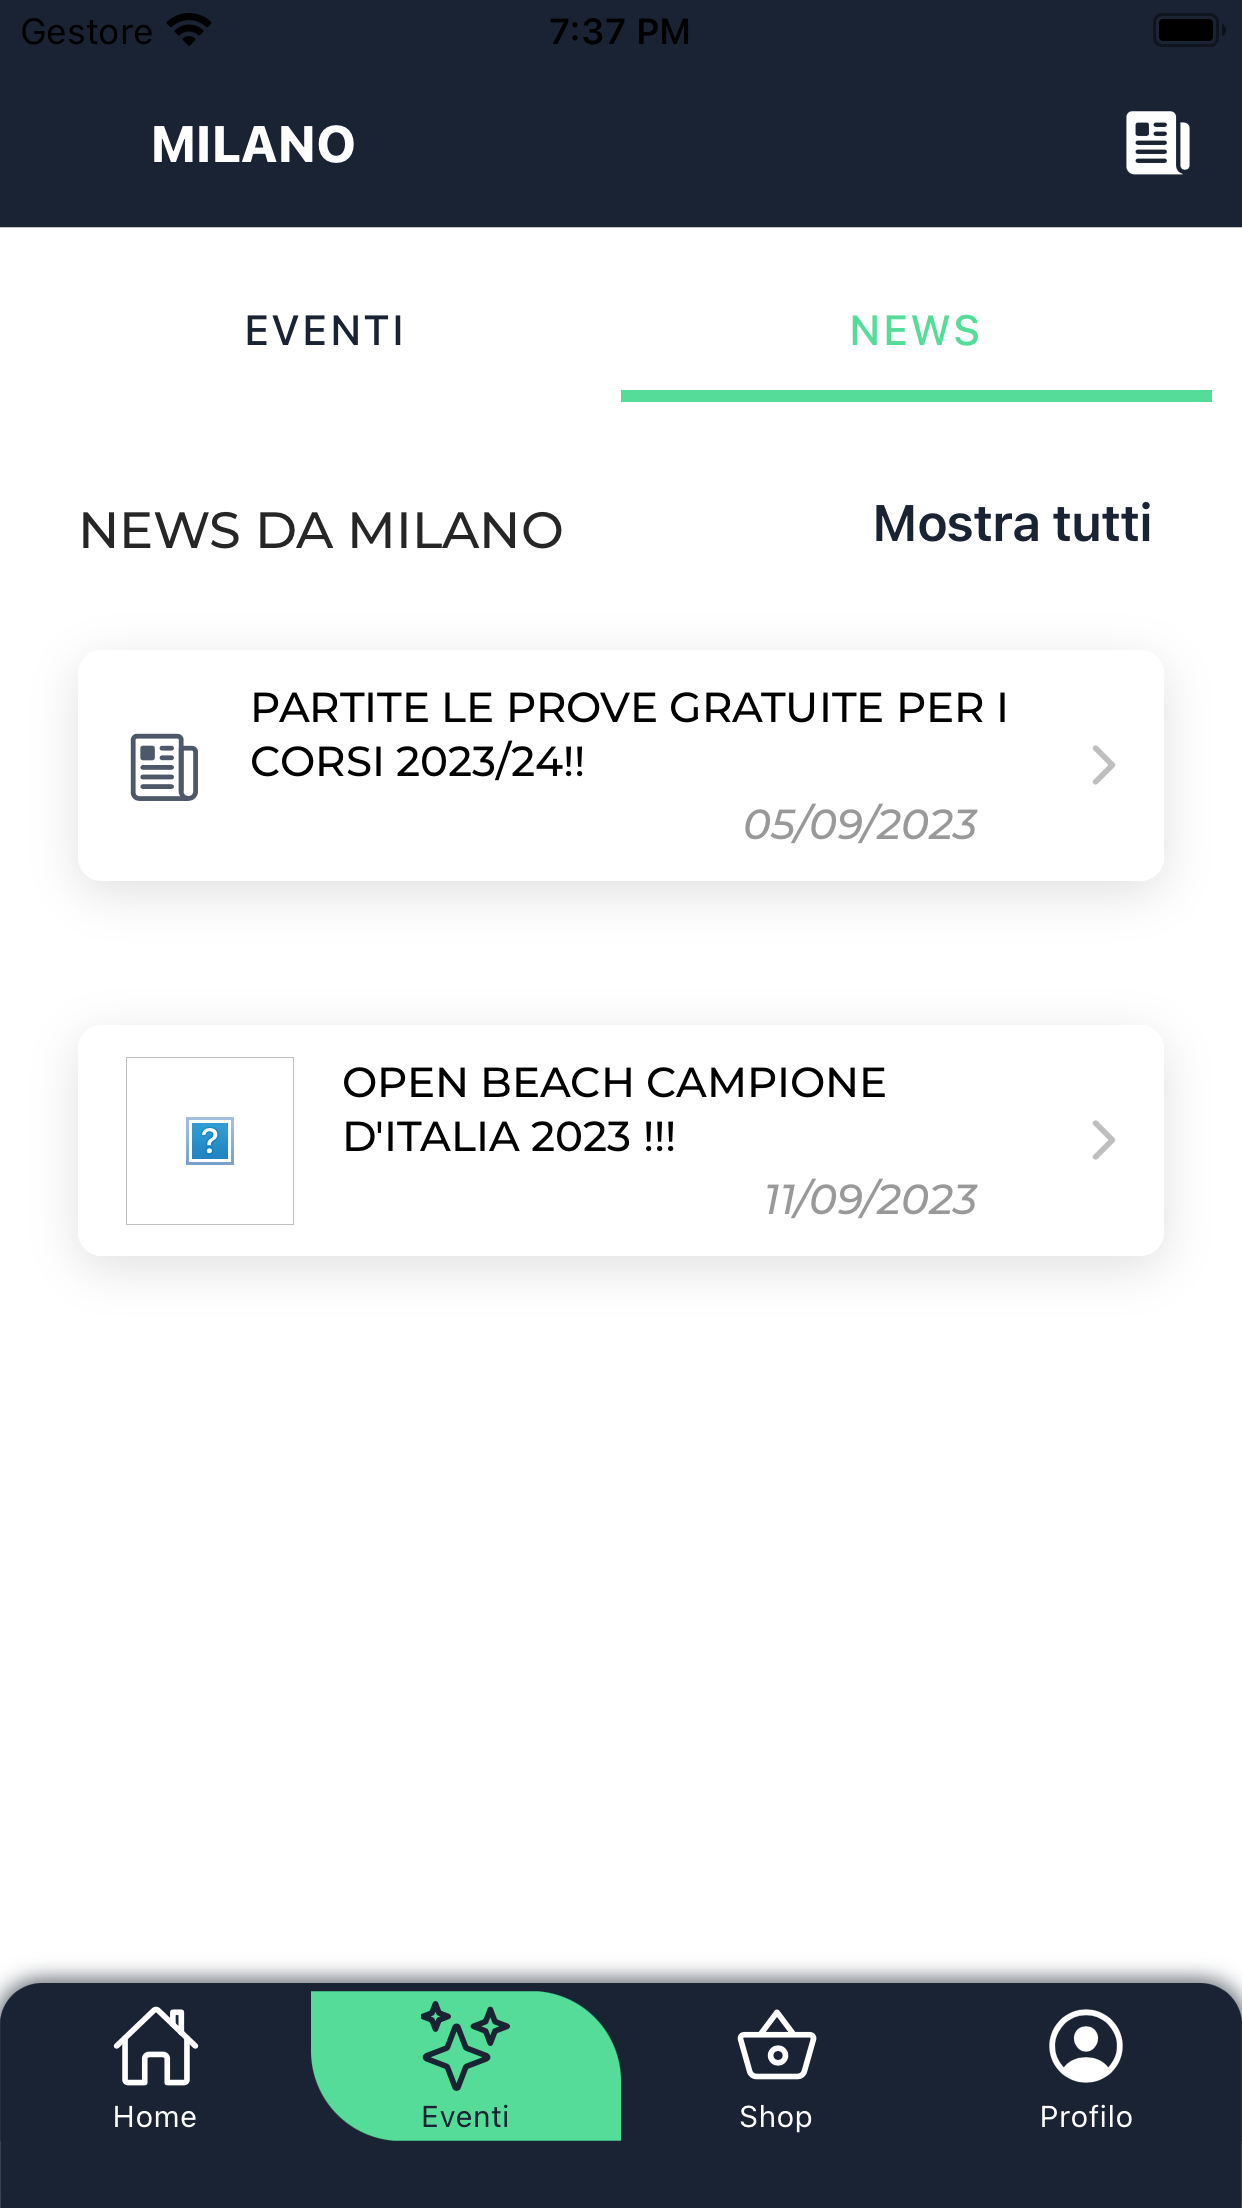 Gestore 7:37 PM
MILANO
EVENTI NEWS
NEWS DA MILANO Mostra tutti
PARTITE LE PROVE GRATUITE PER I
CORSI 2023/24!!
05/09/2023
?
OPEN BEACH CAMPIONE
D'ITALIA 2023 !!!
11/09/2023
Home Eventi Shop Profilo